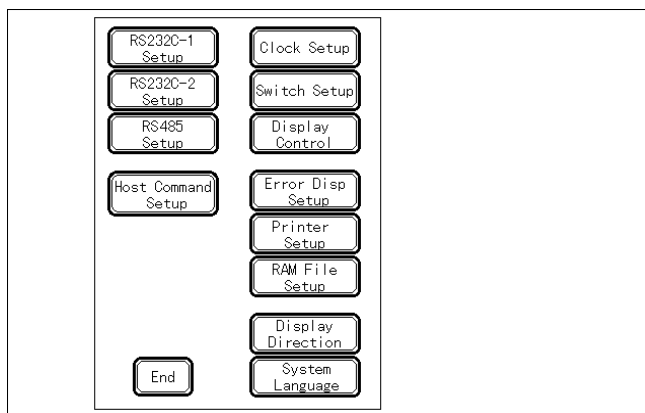 RS232C-1
Setup
RS232C-2
Setup
RS485
Setup
Host Command
Setup
End
Clock Setup
Switch Setup
Display
Control
Error Disp
Setup
Printer
Setup
RAM File
Setup
Display
Direction
System
Language